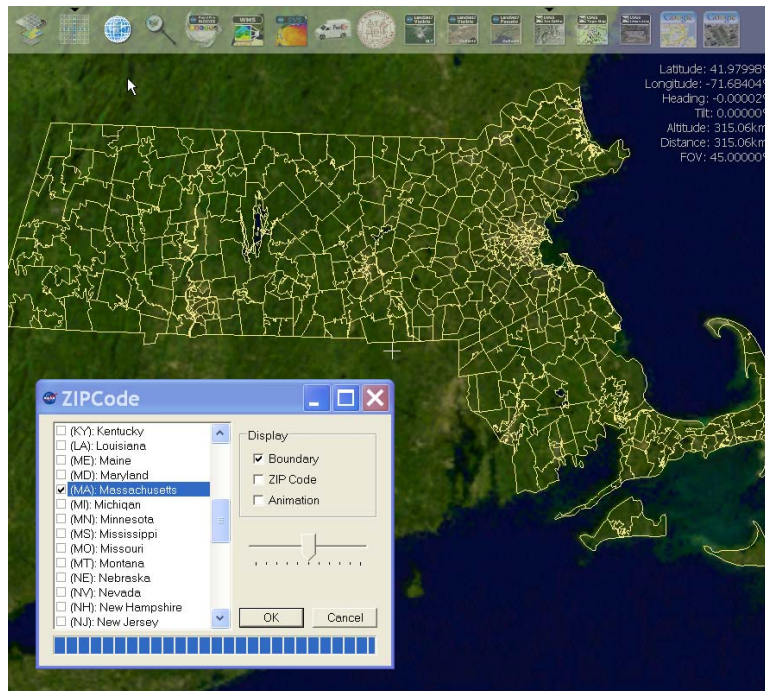 WMS
FedEx
Latitude: 41.97998°
Longitude: -71.68404°
Heading: -0.00002°
Tilt: 0.00000°
Altitude: 315.06km
Distance: 315.06km
FOV: 45.00000°
ZIPCode
(KY): Kentucky
(LA): Louisiana
(ME): Maine
(MD): Maryland
(MA): Massachusetts
(MI): Michigan
(MN): Minnesota
(MS): Mississippi
(MO): Missouri
(MT): Montana
(NE): Nebraska
(NV): Nevada
(NH): New Hampshire
(NJ): New Jersey
Display
Boundary
ZIP Code
Animation
OK
Cancel